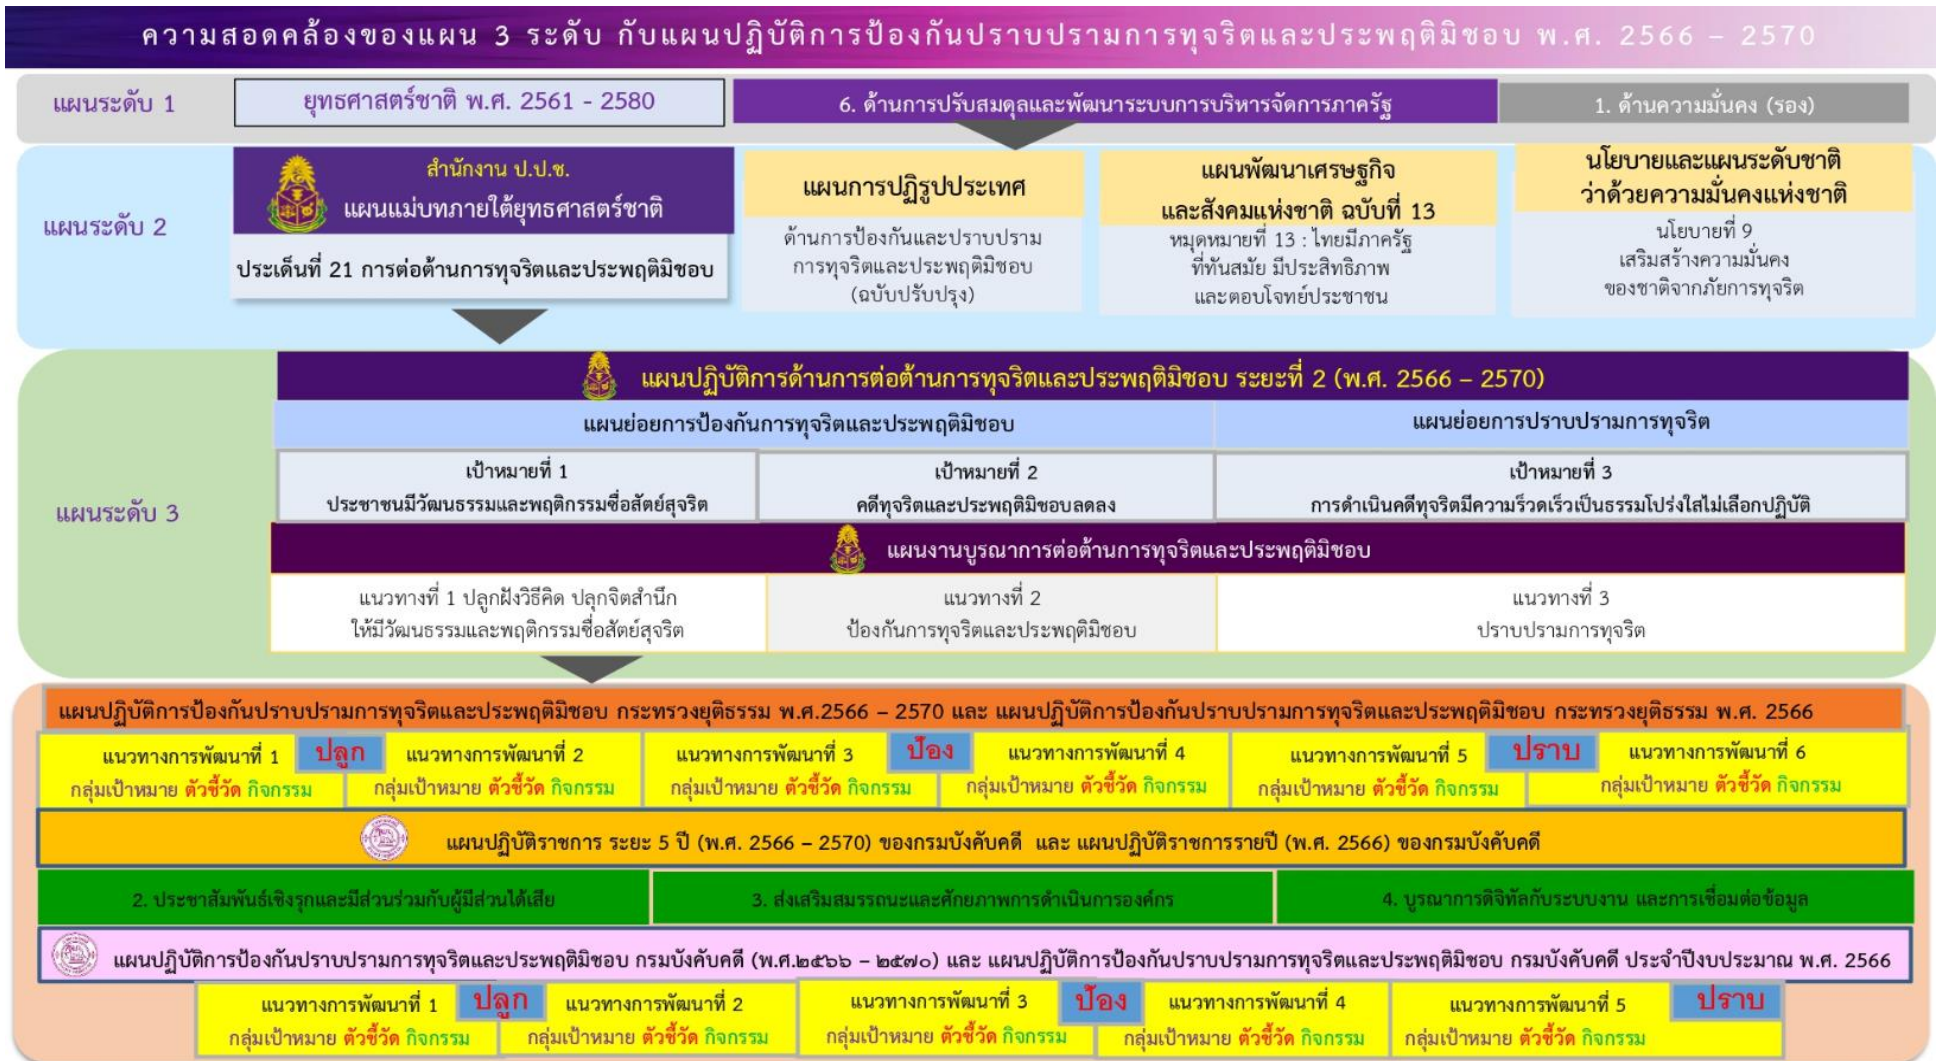 ความสอดคล้องของแผน 3 ระดับ กับแผนปฏิบัติการป้องกันปราบปรามการทุจริตและประพฤติมิชอบ พ.ศ. 2566 – 2570
แผนระดับ 1
ยุทธศาสตร์ชาติ พ.ศ. 2561 - 2580
6. ด้านการปรับสมดุลและพัฒนาระบบการบริหารจัดการภาครัฐ
1. ด้านความมั่นคง (รอง)
แผนระดับ 2
สำนักงาน ป.ป.ช.
แผนแม่บทภายใต้ยุทธศาสตร์ชาติ
ประเด็นที่ 21 การต่อต้านการทุจริตและประพฤติมิชอบ
แผนการปฏิรูปประเทศ
ด้านการป้องกันและปราบปราม
การทุจริตและประพฤติมิชอบ
(ฉบับปรับปรุง)
แผนพัฒนาเศรษฐกิจ
และสังคมแห่งชาติ ฉบับที่ 13
หมุดหมายที่ 13 : ไทยมีภาครัฐ
ที่ทันสมัย มีประสิทธิภาพ
และตอบโจทย์ประชาชน
นโยบายและแผนระดับชาติ
ว่าด้วยความมั่นคงแห่งชาติ
นโยบายที่ 9
เสริมสร้างความมั่นคง
ของชาติจากภัยการทุจริต
แผนระดับ 3
แผนปฏิบัติการด้านการต่อต้านการทุจริตและประพฤติมิชอบ ระยะที่ 2 (พ.ศ. 2566 – 2570)
แผนย่อยการป้องกันการทุจริตและประพฤติมิชอบ
แผนย่อยการปราบปรามการทุจริต
เป้าหมายที่ 1
ประชาชนมีวัฒนธรรมและพฤติกรรมซื่อสัตย์สุจริต
เป้าหมายที่ 2
คดีทุจริตและประพฤติมิชอบลดลง
เป้าหมายที่ 3
การดำเนินคดีทุจริตมีความร็วดเร็วเป็นธรรมโปร่งใสไม่เลือกปฏิบัติ
แผนงานบูรณาการต่อต้านการทุจริตและประพฤติมิชอบ
แนวทางที่ 1 ปลูกฝังวิธีคิด ปลุกจิตสำนึก
ให้มีวัฒนธรรมและพฤติกรรมซื่อสัตย์สุจริต
แนวทางที่ 2
ป้องกันการทุจริตและประพฤติมิชอบ
แนวทางที่ 3
ปราบปรามการทุจริต
แผนปฏิบัติการป้องกันปราบปรามการทุจริตและประพฤติมิชอบ กระทรวงยุติธรรม พ.ศ.2566 – 2570 และ แผนปฏิบัติการป้องกันปราบปรามการทุจริตและประพฤติมิชอบ กระทรวงยุติธรรม พ.ศ. 2566
แนวทางการพัฒนาที่ 1
กลุ่มเป้าหมาย ตัวชี้วัด กิจกรรม
ปลูก
แนวทางการพัฒนาที่ 2
กลุ่มเป้าหมาย ตัวชี้วัด กิจกรรม
แนวทางการพัฒนาที่ 3
กลุ่มเป้าหมาย ตัวชี้วัด กิจกรรม
ป้อง
แนวทางการพัฒนาที่ 4
กลุ่มเป้าหมาย ตัวชี้วัด กิจกรรม
แนวทางการพัฒนาที่ 5
กลุ่มเป้าหมาย ตัวชี้วัด กิจกรรม
ปราบ
แนวทางการพัฒนาที่ 6
กลุ่มเป้าหมาย ตัวชี้วัด กิจกรรม
แผนปฏิบัติราชการ ระยะ 5 ปี (พ.ศ. 2566 – 2570) ของกรมบังคับคดี และ แผนปฏิบัติราชการรายปี (พ.ศ. 2566) ของกรมบังคับคดี
2. ประชาสัมพันธ์เชิงรุกและมีส่วนร่วมกับผู้มีส่วนได้เสีย
3. ส่งเสริมสมรรถนะและศักยภาพการดำเนินการองค์กร
4. บูรณาการดิจิทัลกับระบบงาน และการเชื่อมต่อข้อมูล
แผนปฏิบัติการป้องกันปราบปรามการทุจริตและประพฤติมิชอบ กรมบังคับคดี (พ.ศ.๒๕๖๖ – ๒๕๗๐) และ แผนปฏิบัติการป้องกันปราบปรามการทุจริตและประพฤติมิชอบ กรมบังคับคดี ประจำปีงบประมาณ พ.ศ. 2566
แนวทางการพัฒนาที่ 1
กลุ่มเป้าหมาย ตัวชี้วัด กิจกรรม
ปลูก
แนวทางการพัฒนาที่ 2
กลุ่มเป้าหมาย ตัวชี้วัด กิจกรรม
แนวทางการพัฒนาที่ 3
กลุ่มเป้าหมาย ตัวชี้วัด กิจกรรม
ป้อง
แนวทางการพัฒนาที่ 4
กลุ่มเป้าหมาย ตัวชี้วัด กิจกรรม
แนวทางการพัฒนาที่ 5
กลุ่มเป้าหมาย ตัวชี้วัด กิจกรรม
ปราบ